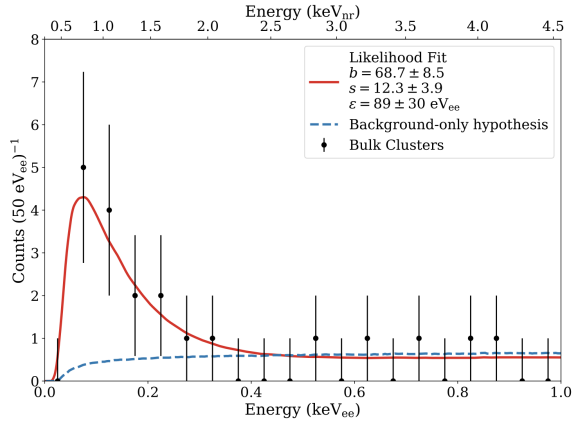 Energy (keVnr)
0.5 1.0 1.5 2.0 2.5 3.0 3.5 4.0 4.5
Likelihood Fit
b = 68.7 ± 8.5
s = 12.3 ± 3.9
ε = 89 ± 30 eVee
Background-only hypothesis
Bulk Clusters
Counts (50 eVee)⁻¹
8
7
6
5
4
3
2
1
0
0.0 0.2 0.4 0.6 0.8 1.0
Energy (keVee)